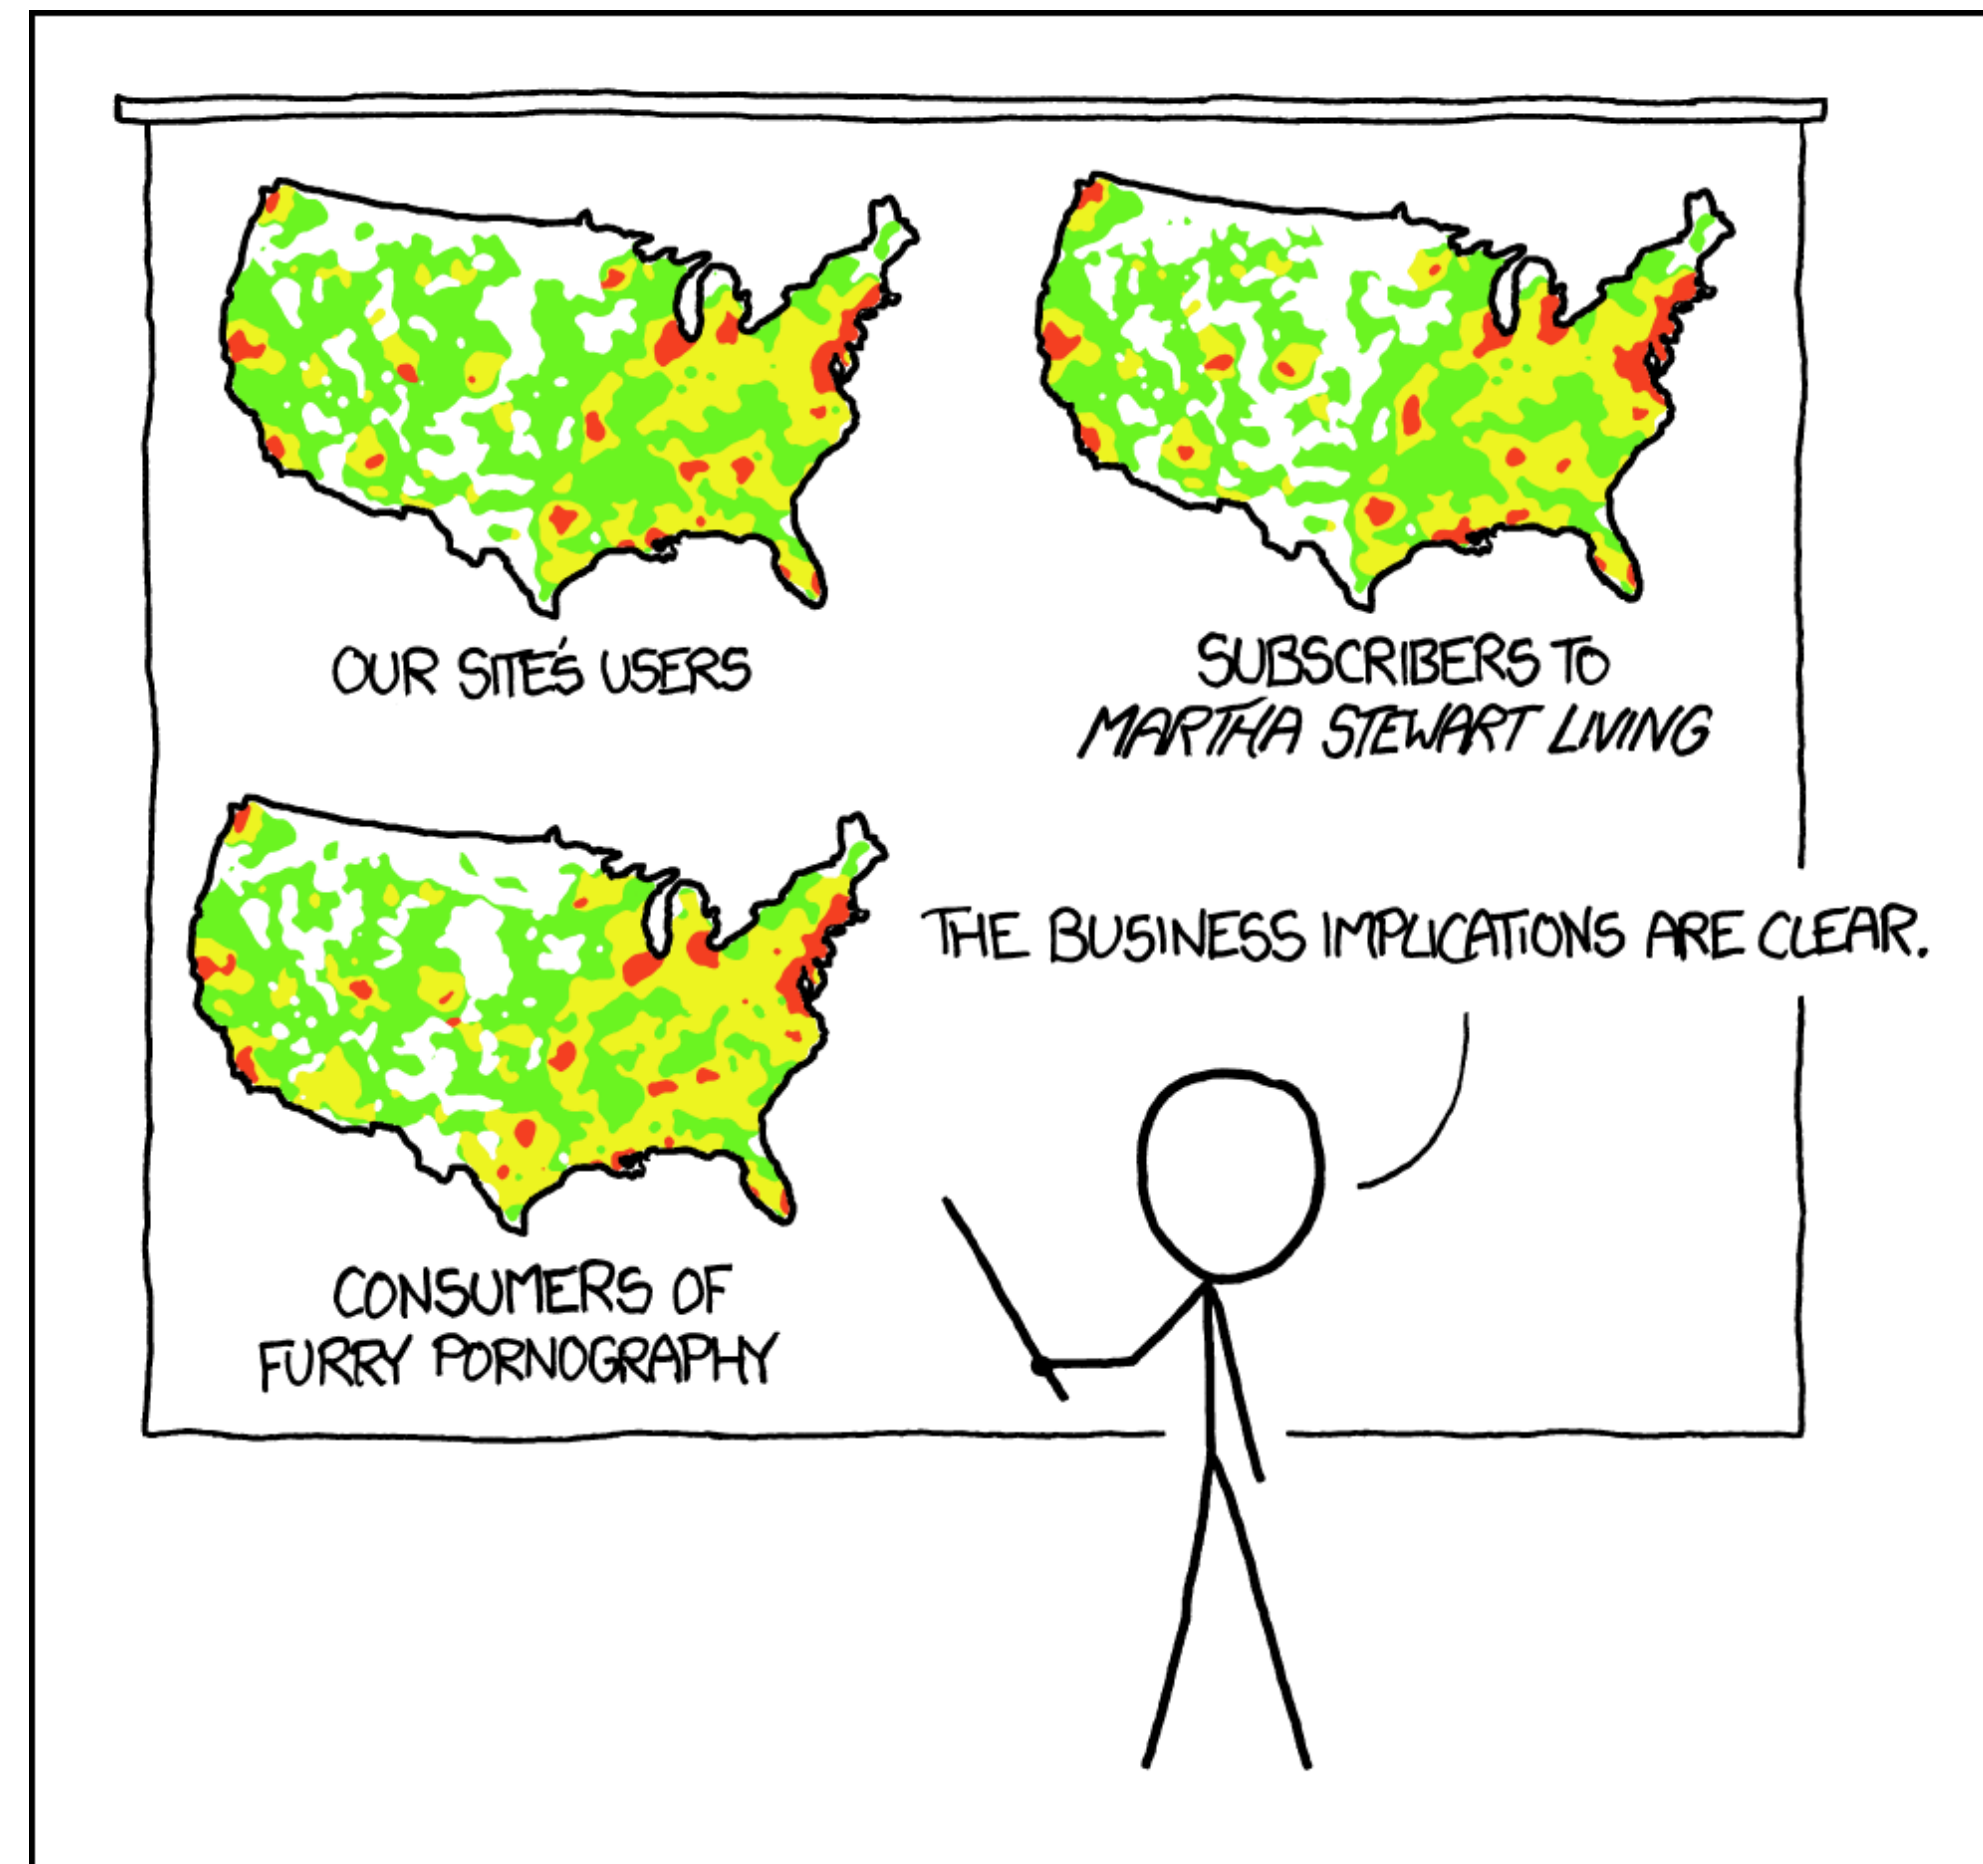 OUR SITE'S USERS
SUBSCRIBERS TO
MARTHA STEWART LIVING
CONSUMERS OF
FURRY PORNOGRAPHY
THE BUSINESS IMPLICATIONS ARE CLEAR.